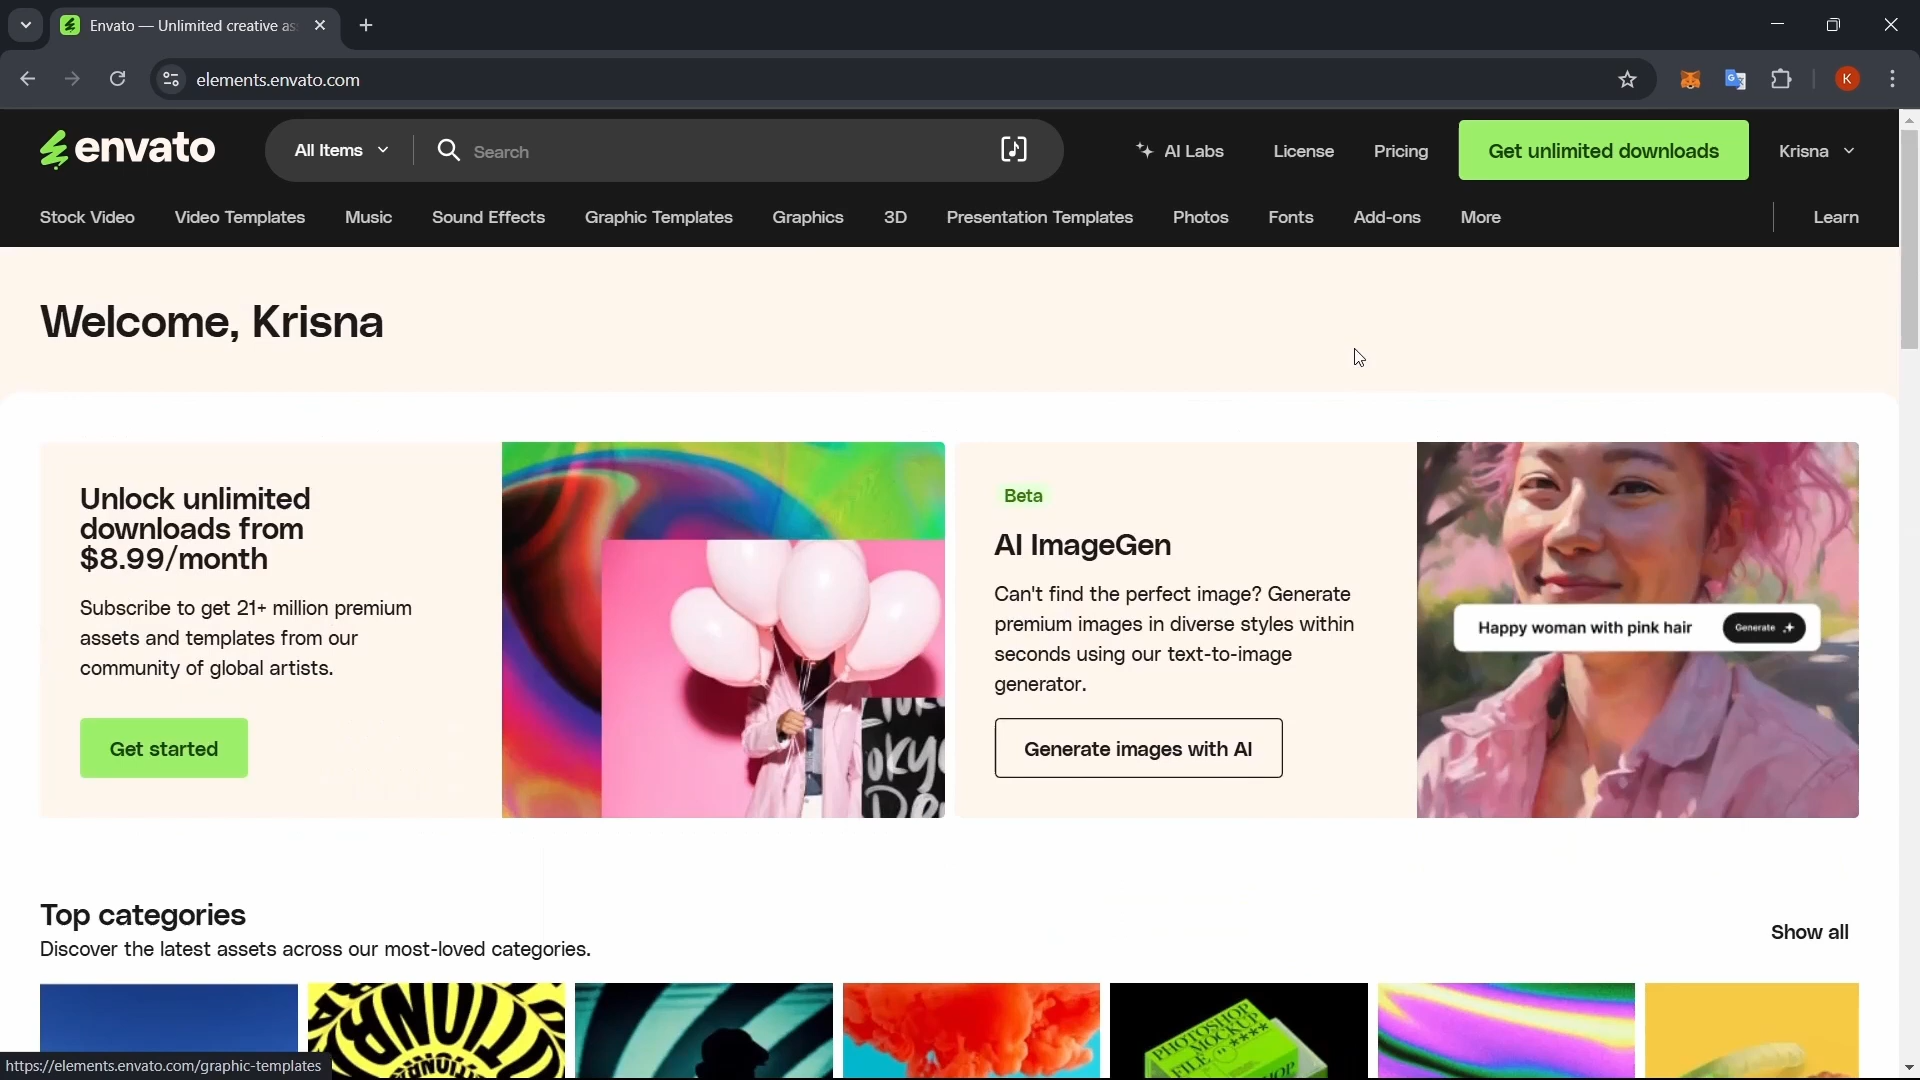 Envato — Unlimited creative as
elements.envato.com
K
envato
All Items
Search
AI Labs
License
Pricing
Get unlimited downloads
Krisna
Stock Video
Video Templates
Music
Sound Effects
Graphic Templates
Graphics
3D
Presentation Templates
Photos
Fonts
Add-ons
More
Learn
Welcome, Krisna
Unlock unlimited
downloads from
$8.99/month
Subscribe to get 21+ million premium
assets and templates from our
community of global artists.
Get started
Beta
AI ImageGen
Can't find the perfect image? Generate
premium images in diverse styles within
seconds using our text-to-image
generator.
Generate images with AI
Happy woman with pink hair
Generate
Top categories
Discover the latest assets across our most-loved categories.
Show all
PHOTOSHOP
MOCKUP
FILE
https://elements.envato.com/graphic-templates